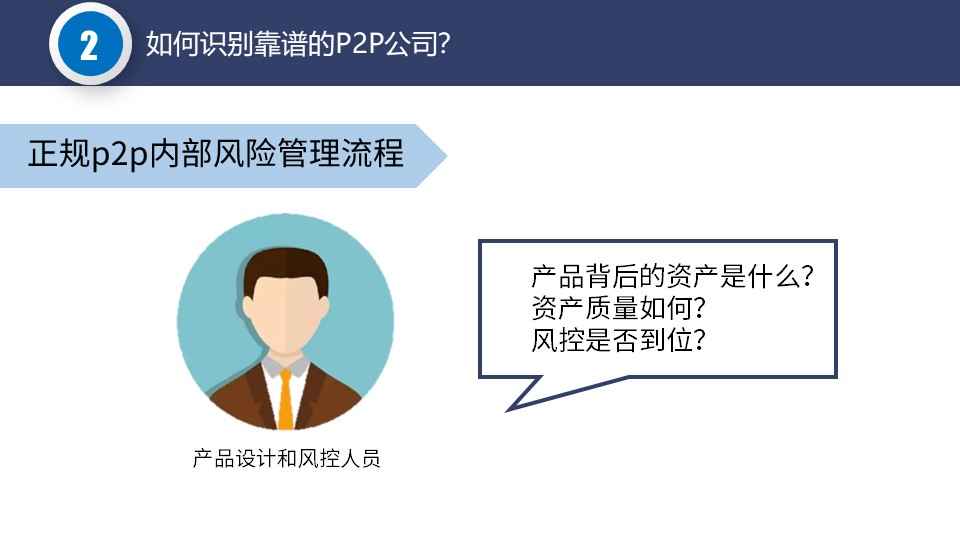 2
如何识别靠谱的P2P公司?
正规p2p内部风险管理流程
产品背后的资产是什么?
资产质量如何?
风控是否到位?
产品设计和风控人员